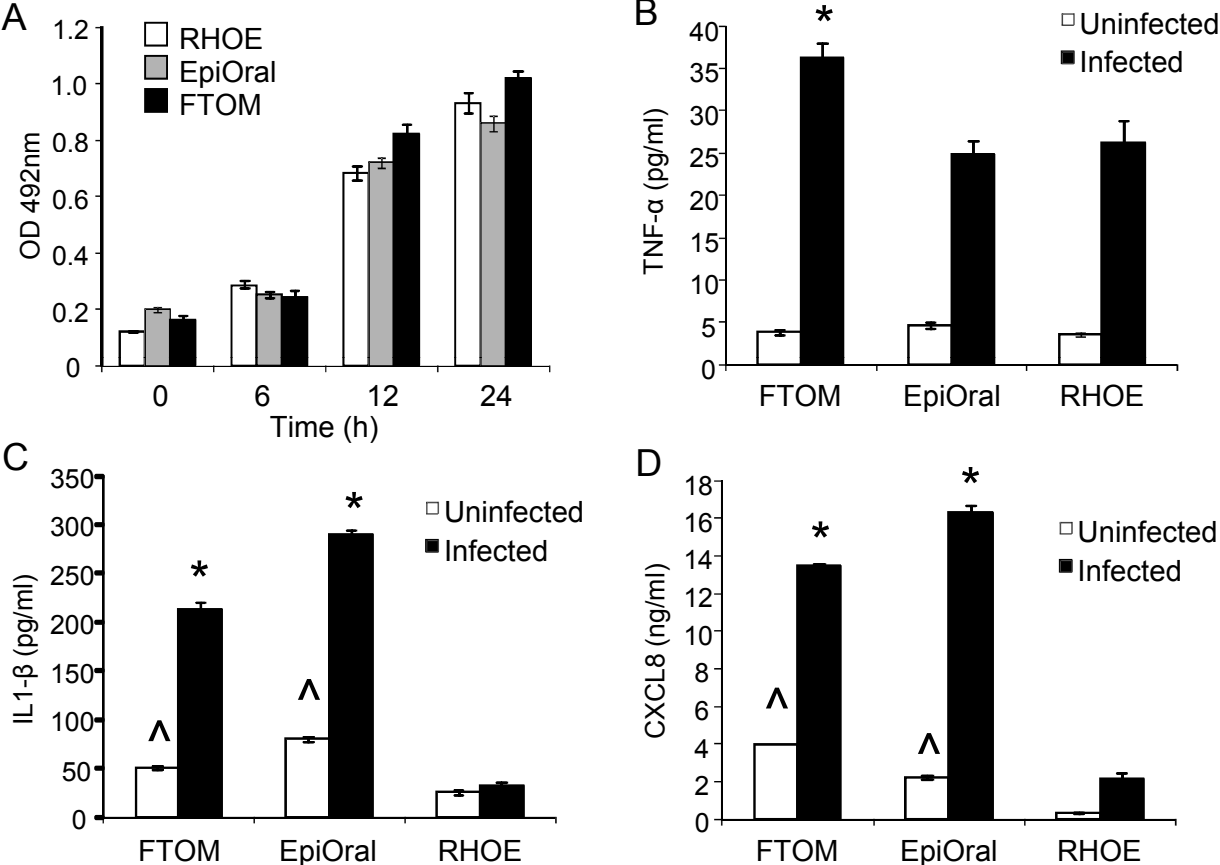 A
1.2
1.0
0.8
0.6
0.4
0.2
0
OD 492nm
RHOE
EpiOral
FTOM
0 6 12 24
Time (h)
B
40
35
30
25
20
15
10
5
0
TNF-α (pg/ml)
Uninfected
Infected
*
FTOM EpiOral RHOE
C
350
300
250
200
150
100
50
0
IL1-β (pg/ml)
Uninfected
Infected
* *
^ ^
FTOM EpiOral RHOE
D
18
16
14
12
10
8
6
4
2
0
CXCL8 (ng/ml)
Uninfected
Infected
* *
^ ^
FTOM EpiOral RHOE